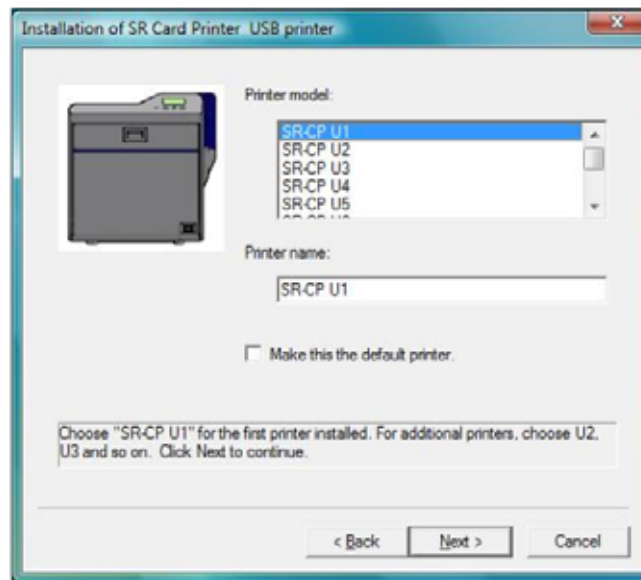 Installation of SR Card Printer USB printer
Printer model:
SR-CP U1
SR-CP U2
SR-CP U3
SR-CP U4
SR-CP U5
Printer name:
SR-CP U1
Make this the default printer.
Choose "SR-CP U1" for the first printer installed. For additional printers, choose U2,
U3 and so on. Click Next to continue.
< Back
Next >
Cancel